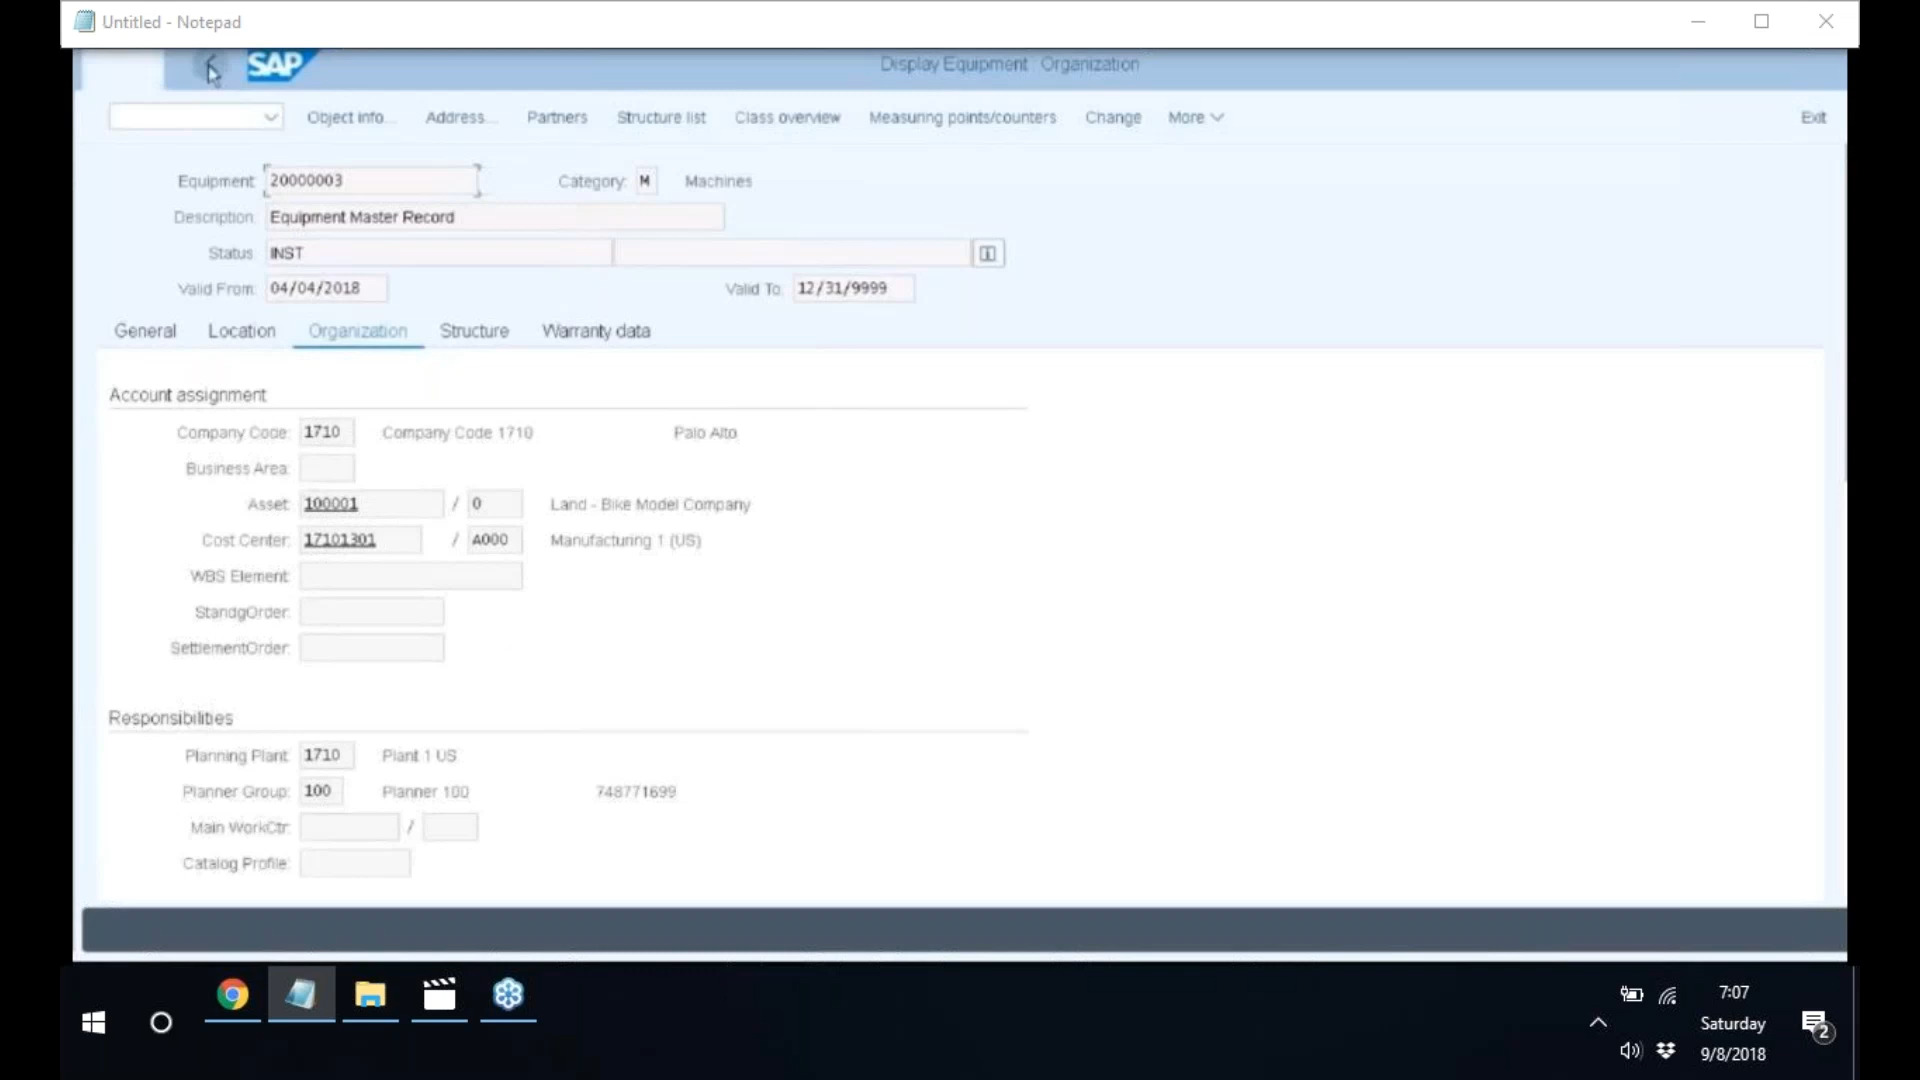 Untitled - Notepad
SAP Display Equipment Organization
Object info... Address... Partners Structure list Class overview Measuring points/counters Change More Exit
Equipment: 20000003 Category: M Machines
Description: Equipment Master Record
Status: INST
Valid From: 04/04/2018 Valid To: 12/31/9999
General Location Organization Structure Warranty data
Account assignment
Company Code: 1710 Company Code 1710 Palo Alto
Business Area:
Asset: 100001 / 0 Land - Bike Model Company
Cost Center: 17101301 / A000 Manufacturing 1 (US)
WBS Element:
StandgOrder:
SettlementOrder:
Responsibilities
Planning Plant: 1710 Plant 1 US
Planner Group: 100 Planner 100 748771699
Main WorkCtr: /
Catalog Profile:
7:07
Saturday
9/8/2018
2